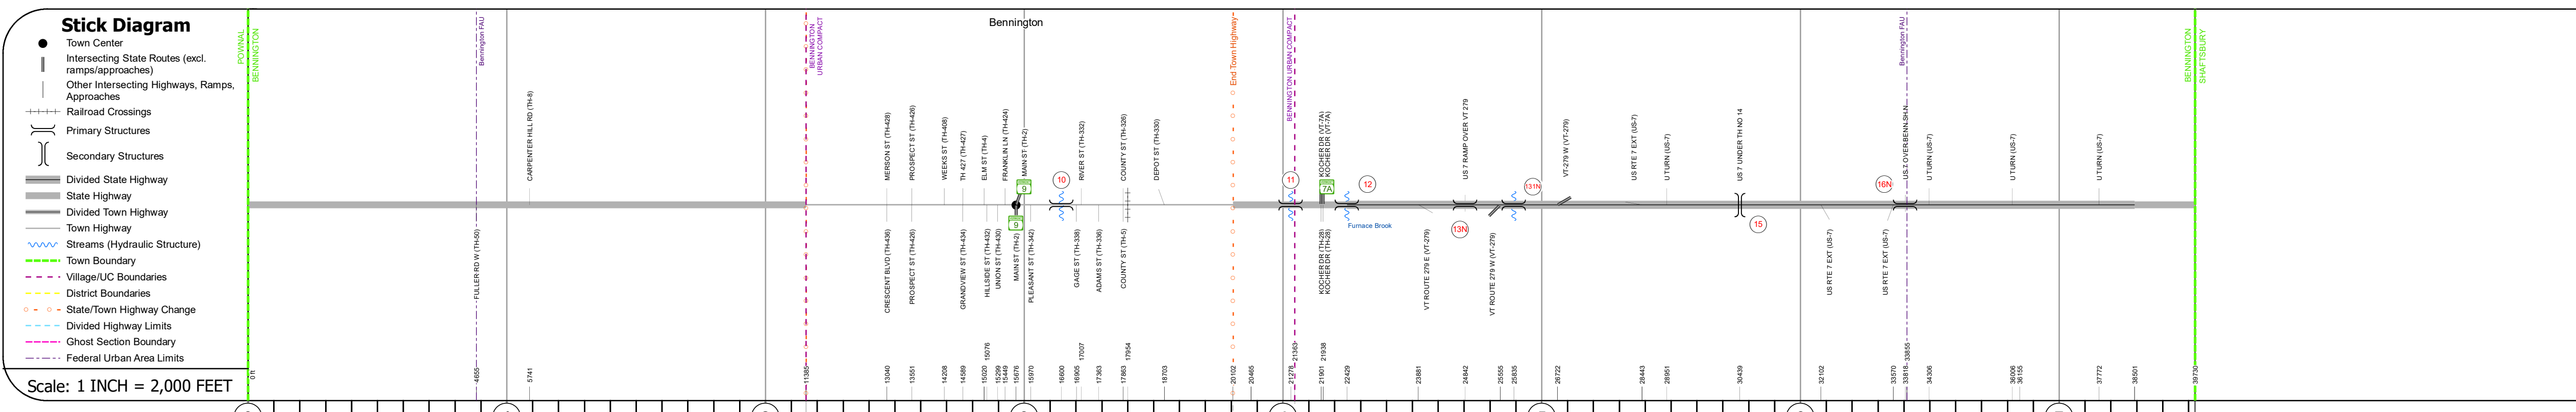 Stick Diagram
Town Center
Intersecting State Routes (excl.
ramps/approaches)
Other Intersecting Highways, Ramps,
Approaches
Railroad Crossings
Primary Structures
Secondary Structures
Divided State Highway
State Highway
Divided Town Highway
Town Highway
Streams (Hydraulic Structure)
Town Boundary
Village/UC Boundaries
District Boundaries
State/Town Highway Change
Divided Highway Limits
Ghost Section Boundary
Federal Urban Area Limits
Scale: 1 INCH = 2,000 FEET
Bennington
POWNAL
BENNINGTON
Bennington FAU
BENNINGTON
URBAN COMPACT
End Town Highway
BENNINGTON URBAN COMPACT
Bennington FAU
BENNINGTON
SHAFTSBURY
CARPENTER HILL RD (TH-8)
MERSON ST (TH-428)
PROSPECT ST (TH-426)
WEEKS ST (TH-408)
TH 427 (TH-427)
ELM ST (TH-4)
FRANKLIN LN (TH-424)
MAIN ST (TH-2)
RIVER ST (TH-332)
COUNTY ST (TH-326)
DEPOT ST (TH-330)
KOCHER DR (VT-7A)
KOCHER DR (VT-7A)
US 7 RAMP OVER VT 279
VT-279 W (VT-279)
US RTE 7 EXT (US-7)
U TURN (US-7)
US 7 UNDER TH NO 14
US 7 OVER BENN-SH LN
U TURN (US-7)
U TURN (US-7)
U TURN (US-7)
9
10
11
7A
12
131N
16N
9
13N
15
Furnace Brook
FULLER RD W (TH-50)
CRESCENT BLVD (TH-436)
PROSPECT ST (TH-426)
GRANDVIEW ST (TH-434)
HILLSIDE ST (TH-432)
UNION ST (TH-430)
MAIN ST (TH-2)
PLEASANT ST (TH-342)
GAGE ST (TH-338)
ADAMS ST (TH-336)
COUNTY ST (TH-5)
KOCHER DR (TH-28)
KOCHER DR (TH-28)
VT ROUTE 279 E (VT-279)
VT ROUTE 279 W (VT-279)
US RTE 7 EXT (US-7)
US RTE 7 EXT (US-7)
0 ft
4655
5741
11385
13040
13551
14208
14589
15020
15076
15299
15449
15676
15970
16600
16905
17007
17363
17863
17954
18703
20102
20465
21278
21363
21901
21938
22429
23881
24842
25555
25835
26722
28443
28951
30439
32102
33570
33818
33855
34306
36006
36155
37772
38501
39730